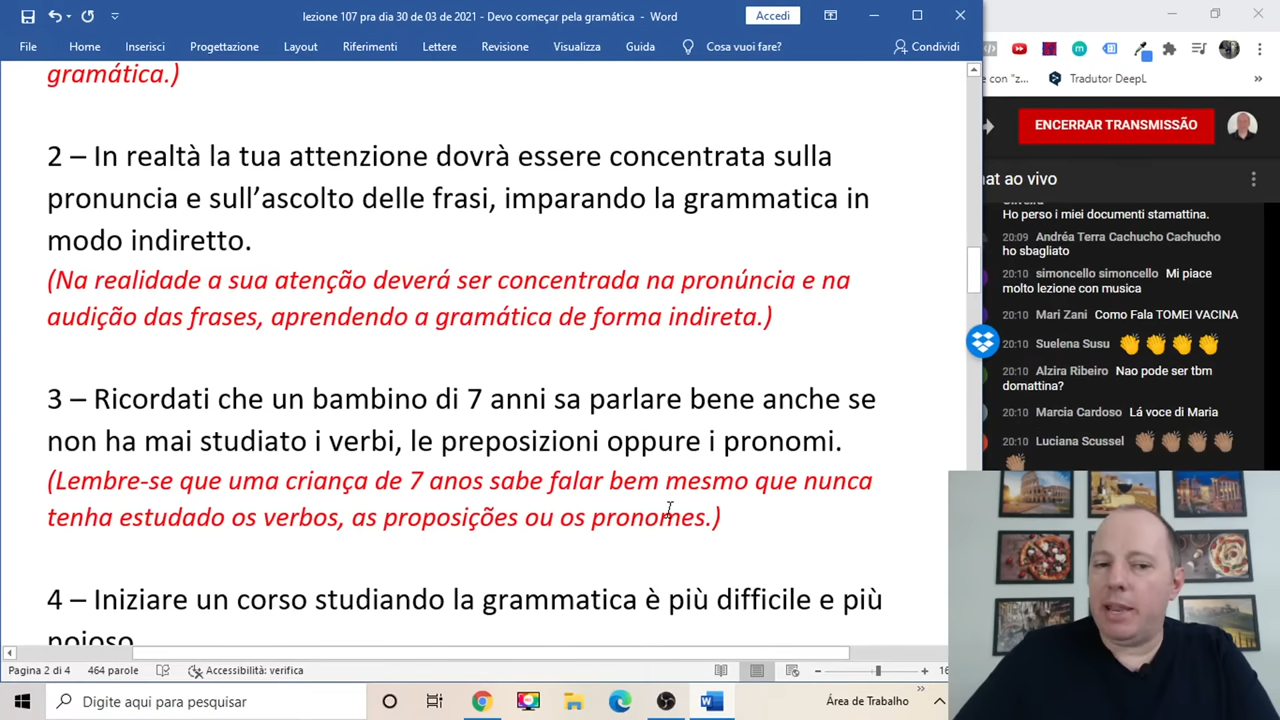 lezione 107 pra dia 30 de 03 de 2021 - Devo começar pela gramática - Word
Accedi
File
Home
Inserisci
Progettazione
Layout
Riferimenti
Lettere
Revisione
Visualizza
Guida
Cosa vuoi fare?
Condividi
e con "z...
Tradutor DeepL
gramática.)
ENCERRAR TRANSMISSÃO
2 – In realtà la tua attenzione dovrà essere concentrata sulla
pronuncia e sull’ascolto delle frasi, imparando la grammatica in
modo indiretto.
(Na realidade a sua atenção deverá ser concentrada na pronúncia e na
audição das frases, aprendendo a gramática de forma indireta.)
3 – Ricordati che un bambino di 7 anni sa parlare bene anche se
non ha mai studiato i verbi, le preposizioni oppure i pronomi.
(Lembre-se que uma criança de 7 anos sabe falar bem mesmo que nunca
tenha estudado os verbos, as proposições ou os pronomes.)
4 – Iniziare un corso studiando la grammatica è più difficile e più
noioso
hat ao vivo
Ho perso i miei documenti stamattina.
20:09 Andréa Terra Cachucho Cachucho
ho sbagliato
20:10 simoncello simoncello Mi piace
molto lezione con musica
20:10 Mari Zani Como Fala TOMEI VACINA
20:10 Suelena Susu 👏 👏 👏 👏
20:10 Alzira Ribeiro Nao pode ser tbm
domattina?
20:10 Marcia Cardoso Lá voce di Maria
20:10 Luciana Scussel 👏🏽 👏🏽 👏🏽 👏🏽
👏🏽
Pagina 2 di 4
464 parole
Accessibilità: verifica
16
Digite aqui para pesquisar
Área de Trabalho